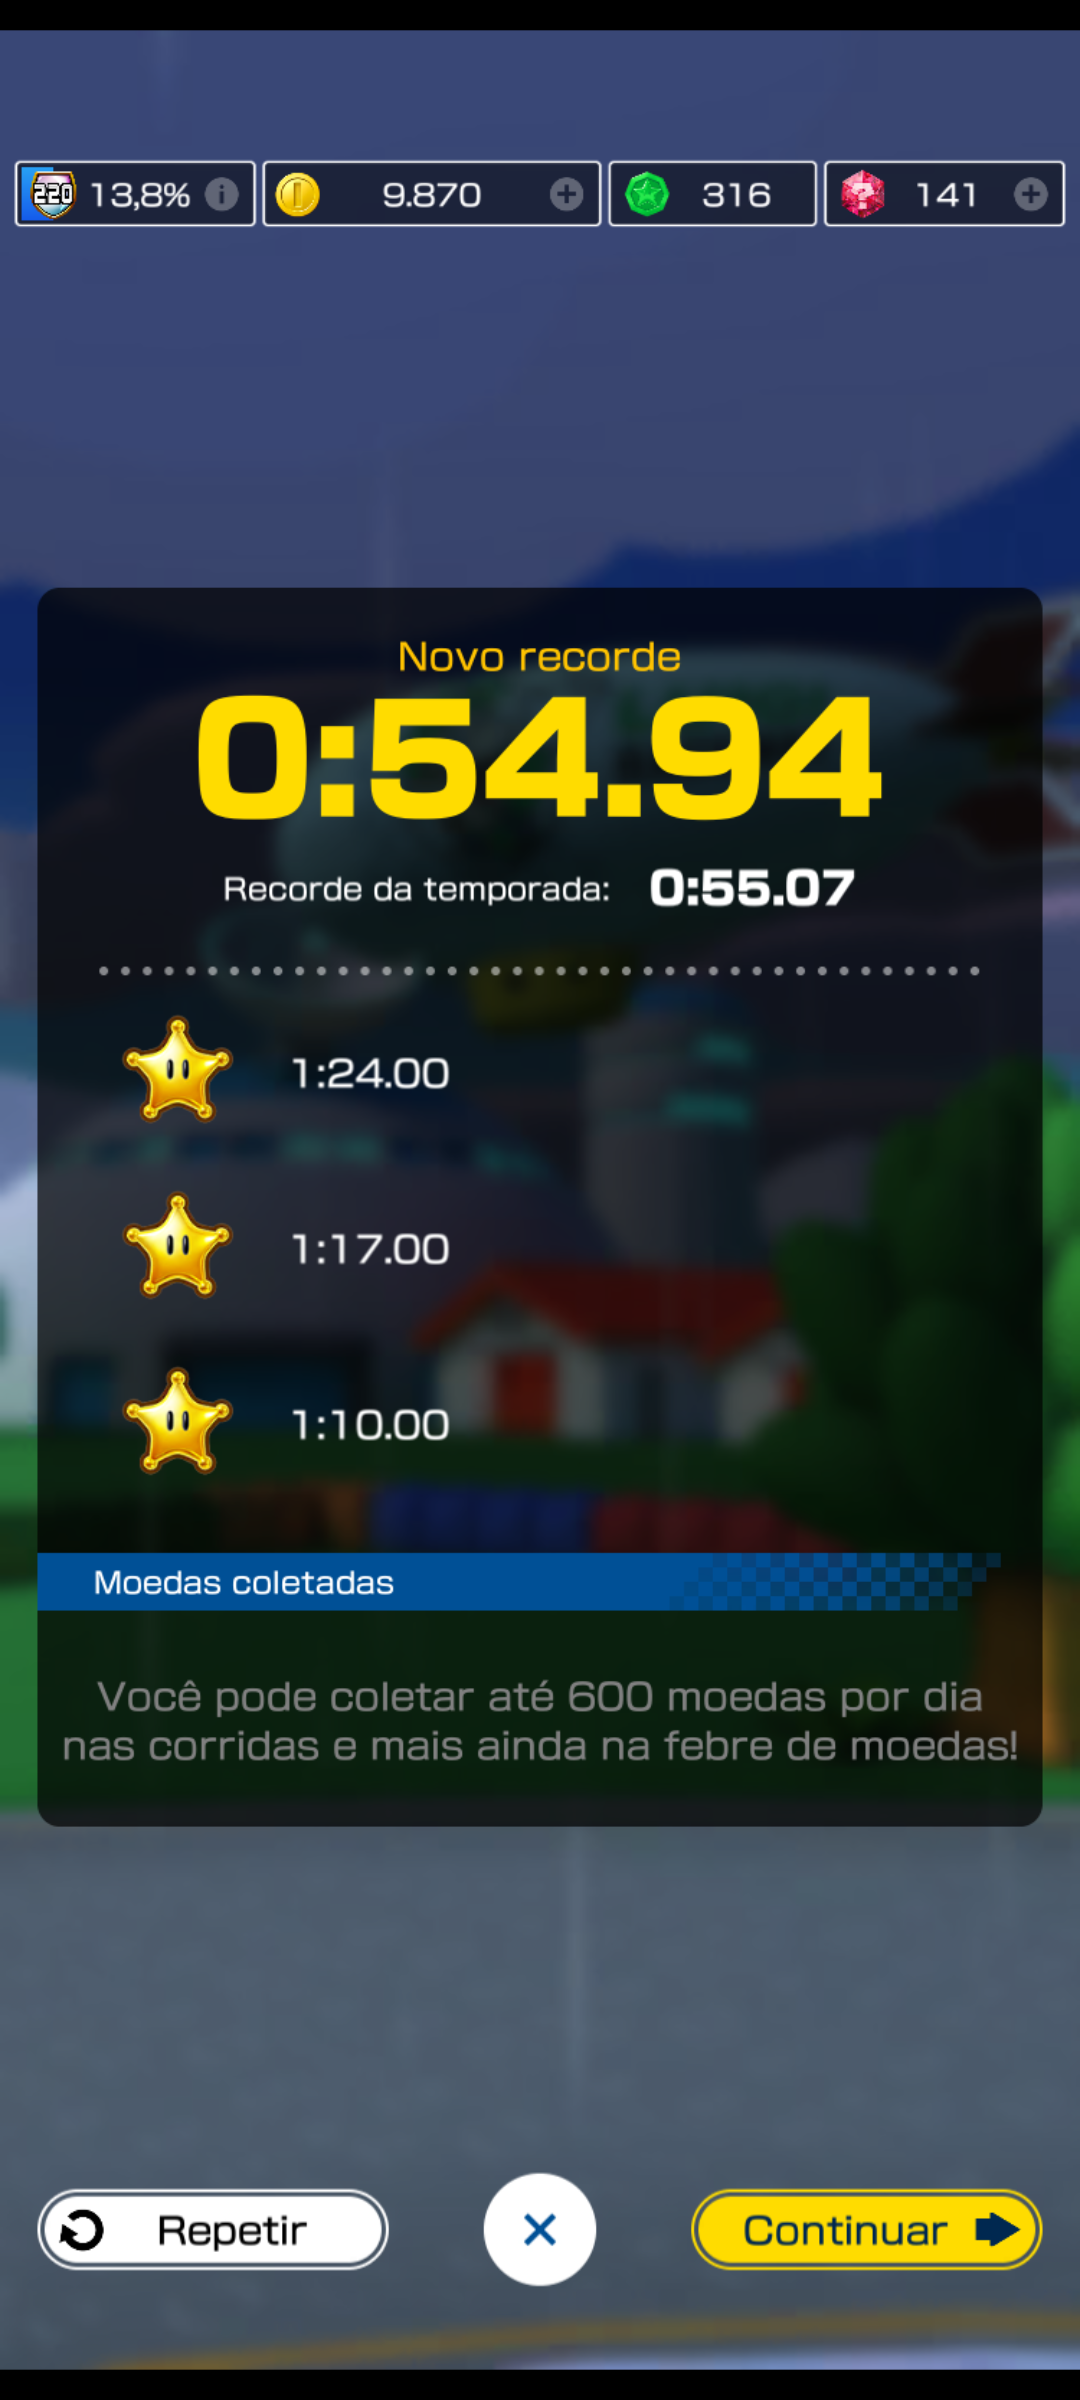 220 13,8% i 9.870 + 316 ? 141 +
Novo recorde
0:54.94
Recorde da temporada: 0:55.07
1:24.00
1:17.00
1:10.00
Moedas coletadas
Você pode coletar até 600 moedas por dia
nas corridas e mais ainda na febre de moedas!
Repetir × Continuar